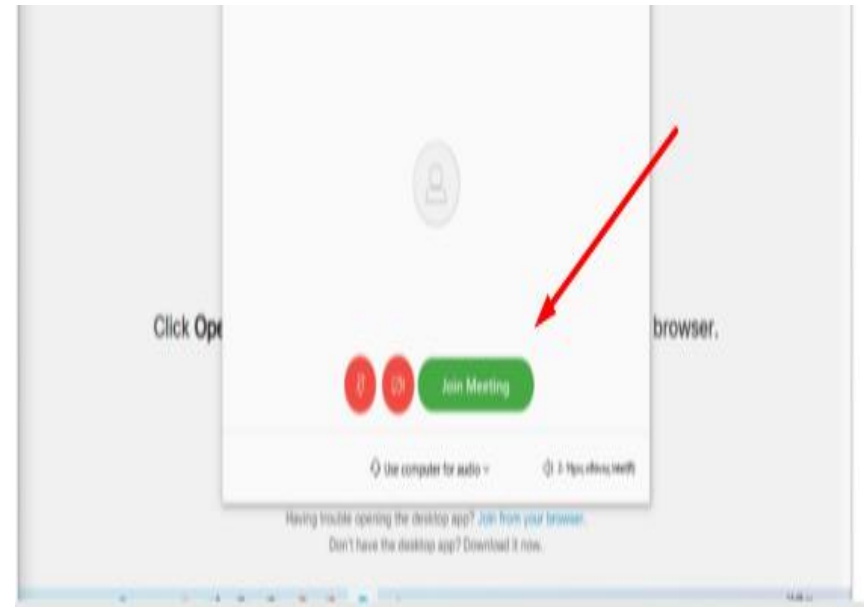 Click Ope
browser.
Join Meeting
Use computer for audio
Having trouble opening the desktop app? Join from your browser.
Don't have the desktop app? Download it now.